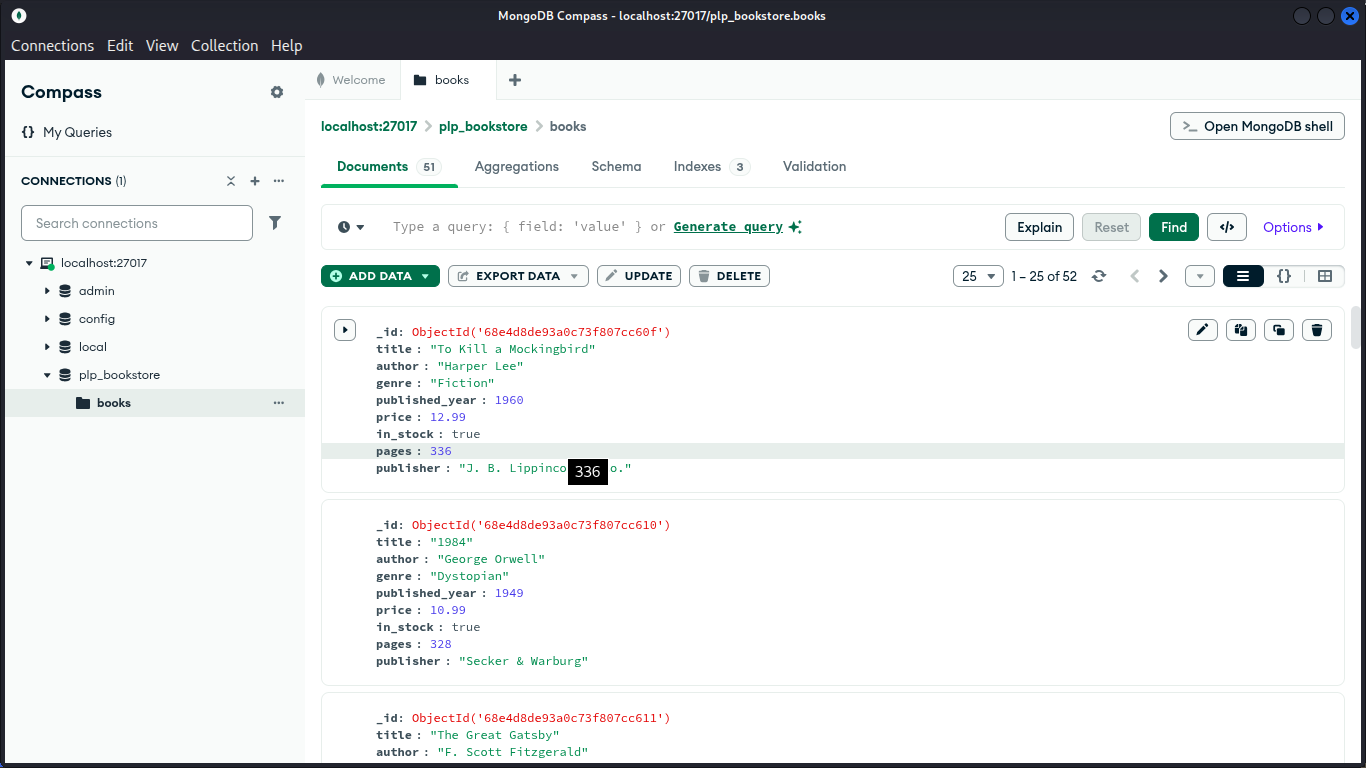 MongoDB Compass - localhost:27017/plp_bookstore.books
Connections Edit View Collection Help
Compass
{} My Queries
CONNECTIONS (1)
Search connections
localhost:27017
admin
config
local
plp_bookstore
books
Welcome
books
localhost:27017 > plp_bookstore > books
>_ Open MongoDB shell
Documents 51 Aggregations Schema Indexes 3 Validation
Type a query: { field: 'value' } or Generate query
Explain Reset Find </> Options
ADD DATA EXPORT DATA UPDATE DELETE
25 1 – 25 of 52 {}
_id: ObjectId('68e4d8de93a0c73f807cc60f')
title : "To Kill a Mockingbird"
author : "Harper Lee"
genre : "Fiction"
published_year : 1960
price : 12.99
in_stock : true
pages : 336
publisher : "J. B. Lippinco o."
336
_id: ObjectId('68e4d8de93a0c73f807cc610')
title : "1984"
author : "George Orwell"
genre : "Dystopian"
published_year : 1949
price : 10.99
in_stock : true
pages : 328
publisher : "Secker & Warburg"
_id: ObjectId('68e4d8de93a0c73f807cc611')
title : "The Great Gatsby"
author : "F. Scott Fitzgerald"